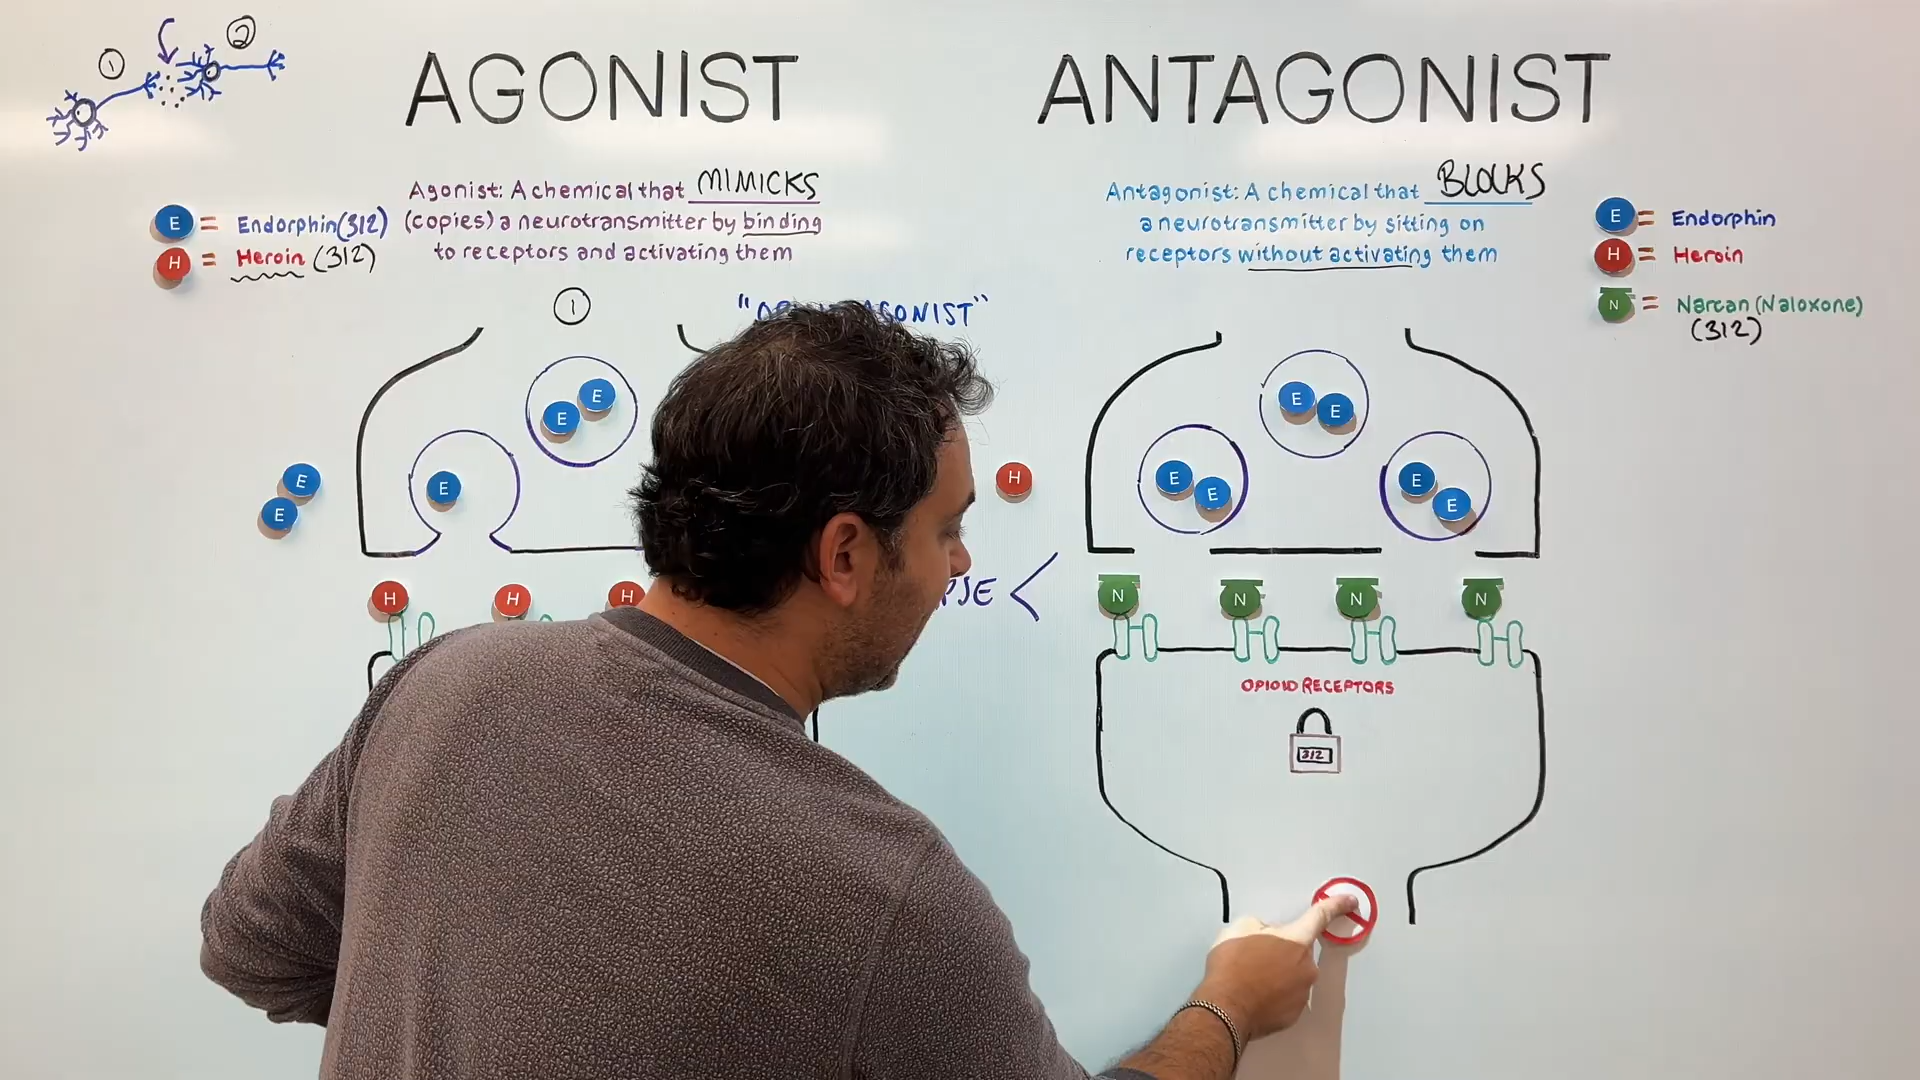 ① ②
AGONIST
ANTAGONIST
Agonist: A chemical that MIMICKS
(copies) a neurotransmitter by binding
to receptors and activating them
E = Endorphin (312)
H = Heroin (312)
Antagonist: A chemical that BLOCKS
a neurotransmitter by sitting on
receptors without activating them
E = Endorphin
H = Heroin
N = Narcan (Naloxone)
(312)
①
AGONIST"
E E
E
E
E
H H H
H
E E
E E
E E
N N N N
OPIOID RECEPTORS
312